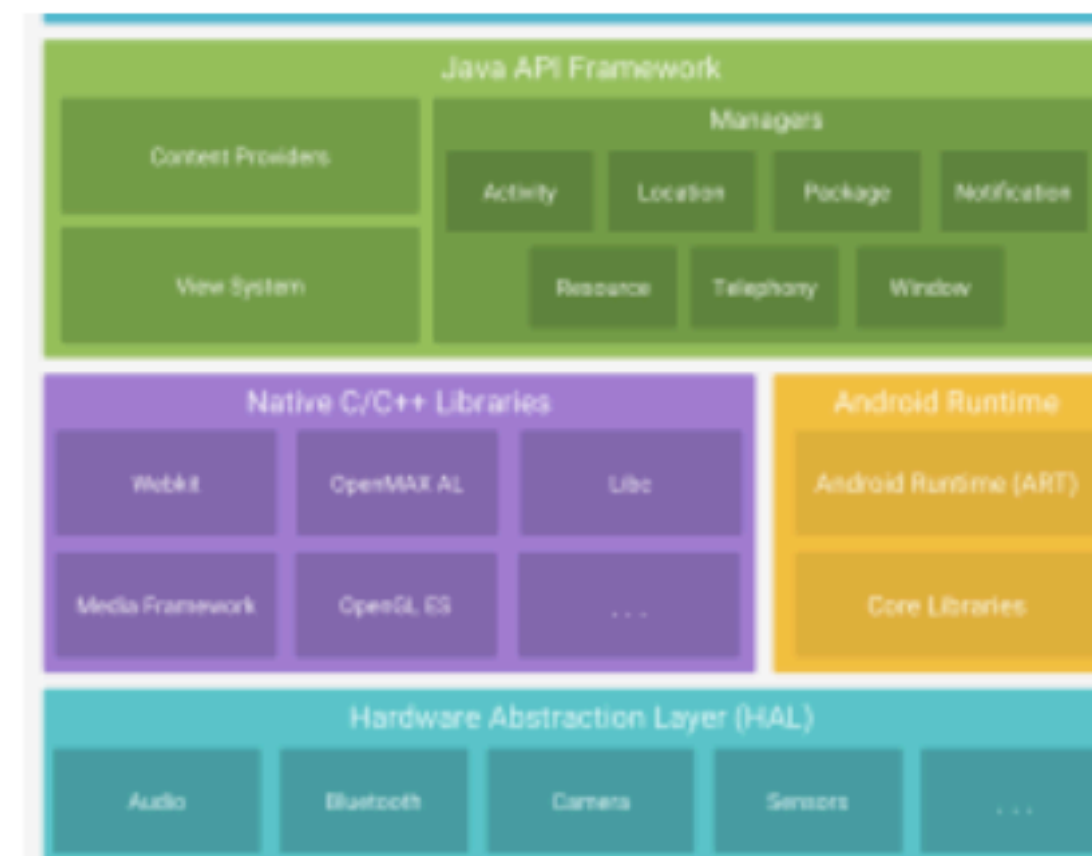 Java API Framework
Content Providers
View System
Managers
Activity
Location
Package
Notification
Resource
Telephony
Window
Native C/C++ Libraries
Webkit
OpenMAX AL
Libc
Media Framework
OpenGL ES
. . .
Android Runtime
Android Runtime (ART)
Core Libraries
Hardware Abstraction Layer (HAL)
Audio
Bluetooth
Camera
Sensors
. . .